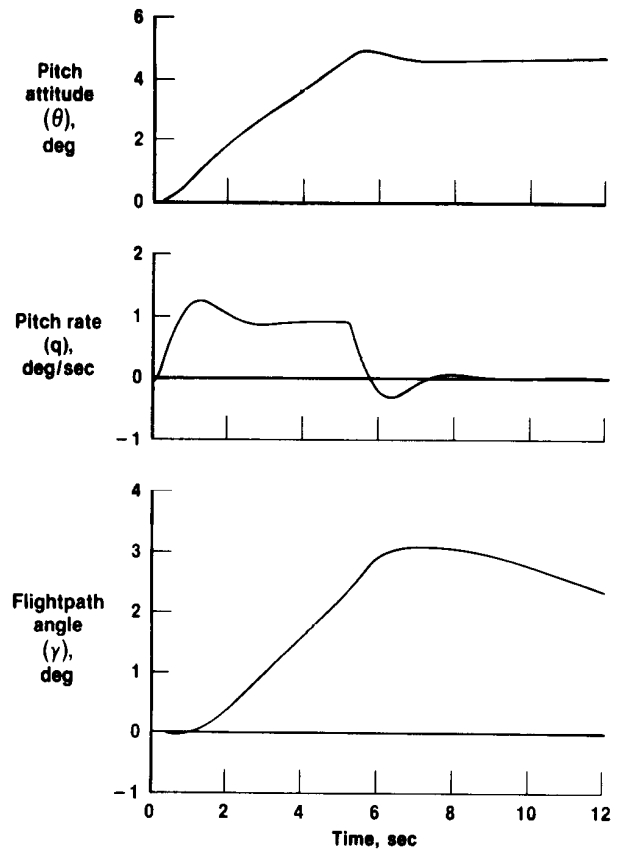 6
Pitch
attitude
(θ),
deg
4
2
0
2
Pitch rate
(q),
deg/sec
1
0
−1
4
3
Flightpath
angle
(γ),
deg
2
1
0
−1
0 2 4 6 8 10 12
Time, sec